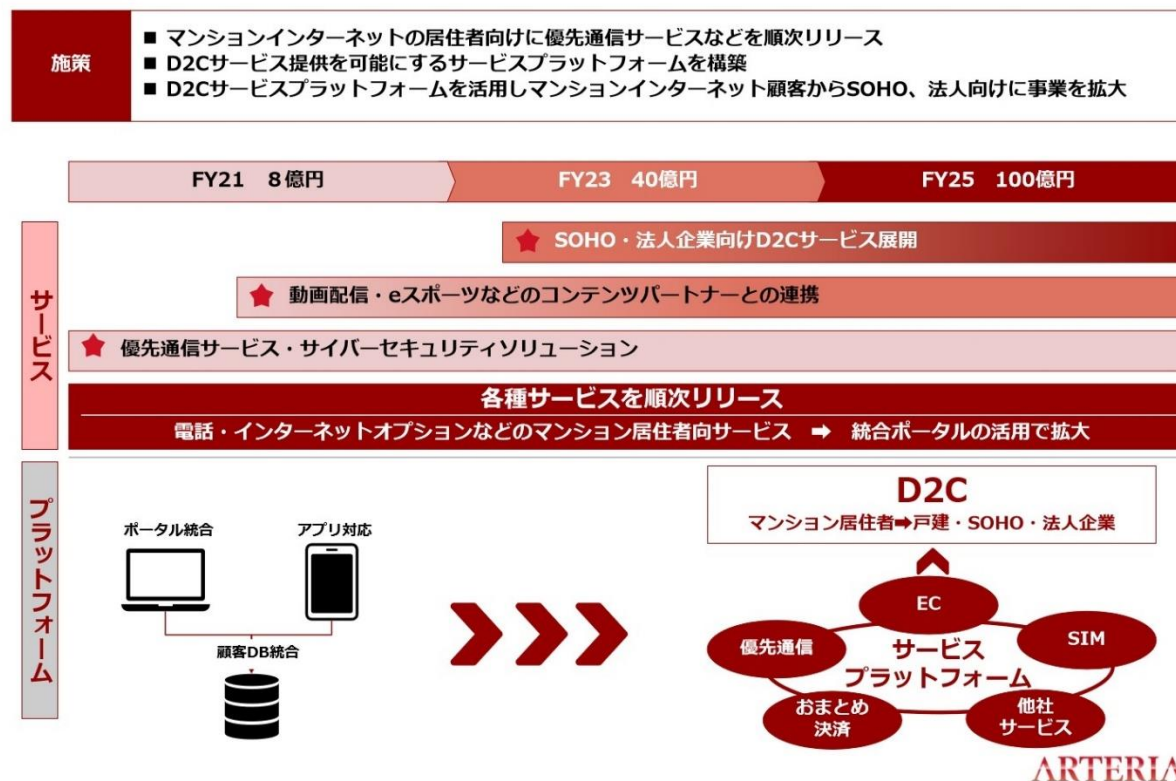 施策
■ マンションインターネットの居住者向けに優先通信サービスなどを順次リリース
■ D2Cサービス提供を可能にするサービスプラットフォームを構築
■ D2Cサービスプラットフォームを活用しマンションインターネット顧客からSOHO、法人向けに事業を拡大
FY21 8億円
FY23 40億円
FY25 100億円
サービス
SOHO・法人企業向けD2Cサービス展開
動画配信・eスポーツなどのコンテンツパートナーとの連携
優先通信サービス・サイバーセキュリティソリューション
各種サービスを順次リリース
電話・インターネットオプションなどのマンション居住者向サービス ➡ 統合ポータルの活用で拡大
プラットフォーム
ポータル統合
アプリ対応
顧客DB統合
D2C
マンション居住者➡戸建・SOHO・法人企業
EC
優先通信
SIM
サービス
プラットフォーム
おまとめ
決済
他社
サービス
ARTERIA